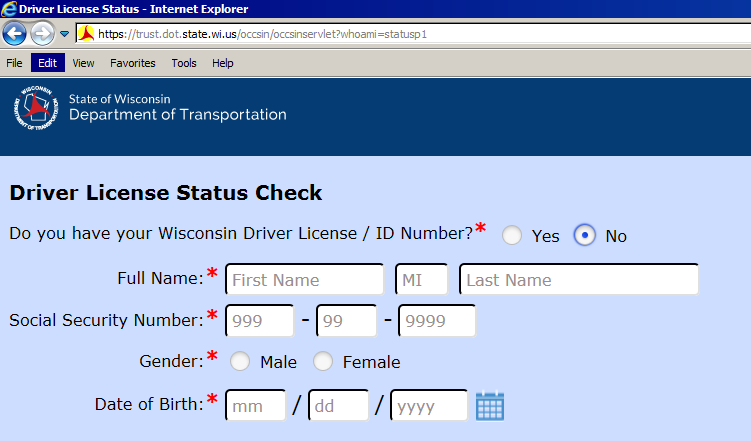 Driver License Status - Internet Explorer
https://trust.dot.state.wi.us/occsin/occsinservlet?whoami=statusp1
File Edit View Favorites Tools Help
WISCONSIN
DEPARTMENT OF TRANSPORTATION
State of Wisconsin
Department of Transportation
Driver License Status Check
Do you have your Wisconsin Driver License / ID Number?* Yes No
Full Name:* First Name MI Last Name
Social Security Number:* 999 - 99 - 9999
Gender:* Male Female
Date of Birth:* mm / dd / yyyy